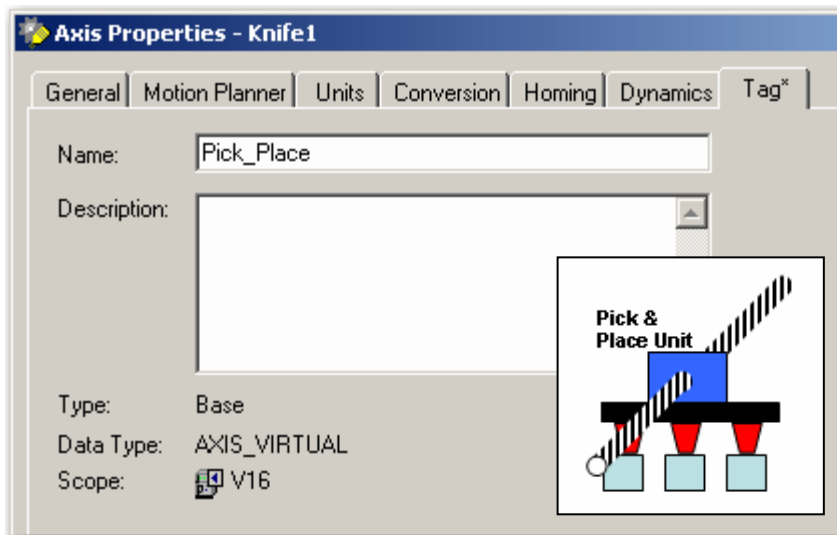 Axis Properties - Knife1
General Motion Planner Units Conversion Homing Dynamics Tag*
Name: Pick_Place
Description:
Pick &
Place Unit
Type: Base
Data Type: AXIS_VIRTUAL
Scope: V16